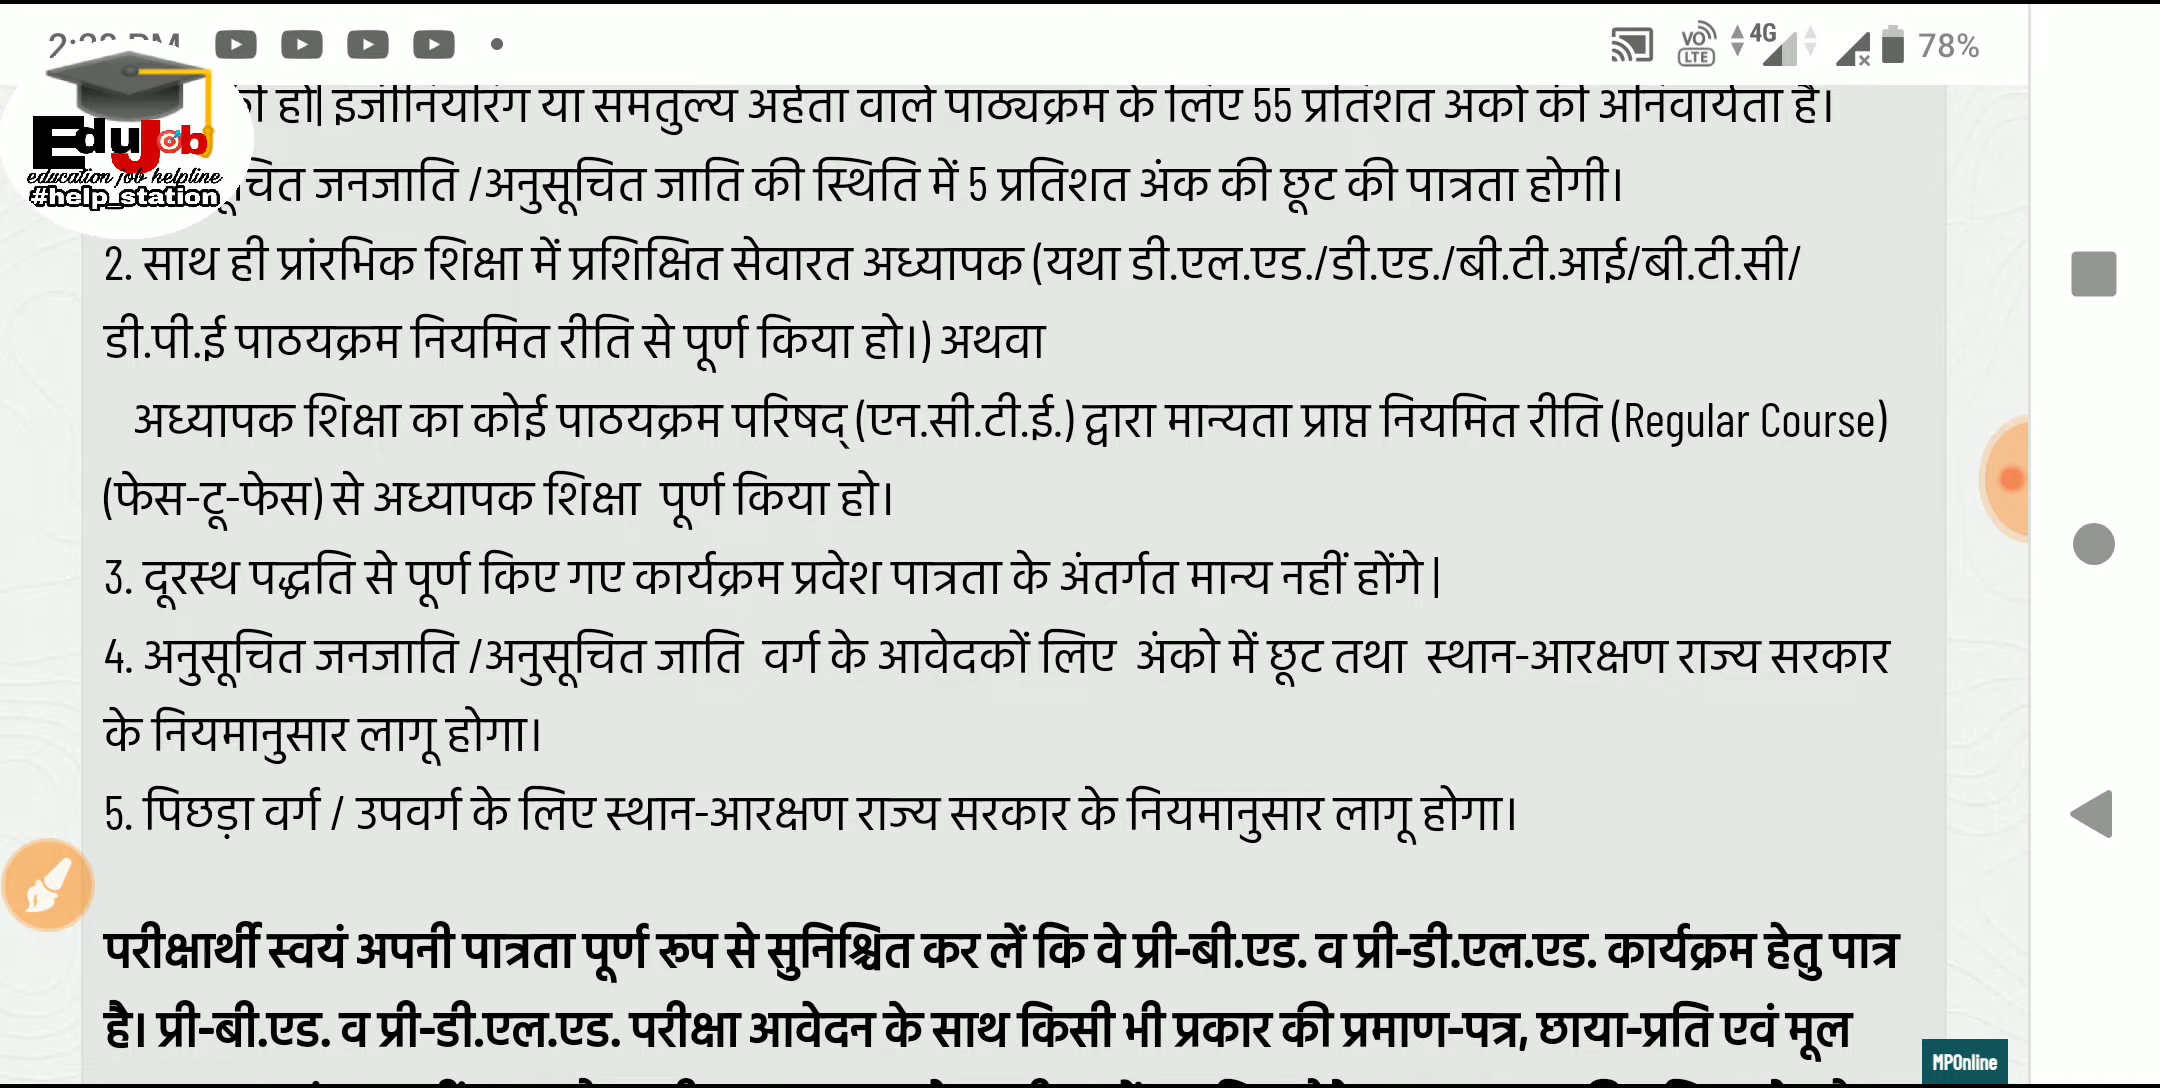 78%
4G
VO LTE
EduJob
education job helpline
#help_station
हो| इंजीनियरिंग या समतुल्य अर्हता वाले पाठ्यक्रम के लिए 55 प्रतिशत अंकों की अनिवार्यता है।
चित जनजाति /अनुसूचित जाति की स्थिति में 5 प्रतिशत अंक की छूट की पात्रता होगी।
2. साथ ही प्रांरभिक शिक्षा में प्रशिक्षित सेवारत अध्यापक (यथा डी.एल.एड./डी.एड./बी.टी.आई/बी.टी.सी/
डी.पी.ई पाठयक्रम नियमित रीति से पूर्ण किया हो।) अथवा
अध्यापक शिक्षा का कोई पाठयक्रम परिषद् (एन.सी.टी.ई.) द्वारा मान्यता प्राप्त नियमित रीति (Regular Course)
(फेस-टू-फेस) से अध्यापक शिक्षा पूर्ण किया हो।
3. दूरस्थ पद्धति से पूर्ण किए गए कार्यक्रम प्रवेश पात्रता के अंतर्गत मान्य नहीं होंगे |
4. अनुसूचित जनजाति /अनुसूचित जाति वर्ग के आवेदकों लिए अंको में छूट तथा स्थान-आरक्षण राज्य सरकार
के नियमानुसार लागू होगा।
5. पिछड़ा वर्ग / उपवर्ग के लिए स्थान-आरक्षण राज्य सरकार के नियमानुसार लागू होगा।
परीक्षार्थी स्वयं अपनी पात्रता पूर्ण रूप से सुनिश्चित कर लें कि वे प्री-बी.एड. व प्री-डी.एल.एड. कार्यक्रम हेतु पात्र
है। प्री-बी.एड. व प्री-डी.एल.एड. परीक्षा आवेदन के साथ किसी भी प्रकार की प्रमाण-पत्र, छाया-प्रति एवं मूल
MPOnline